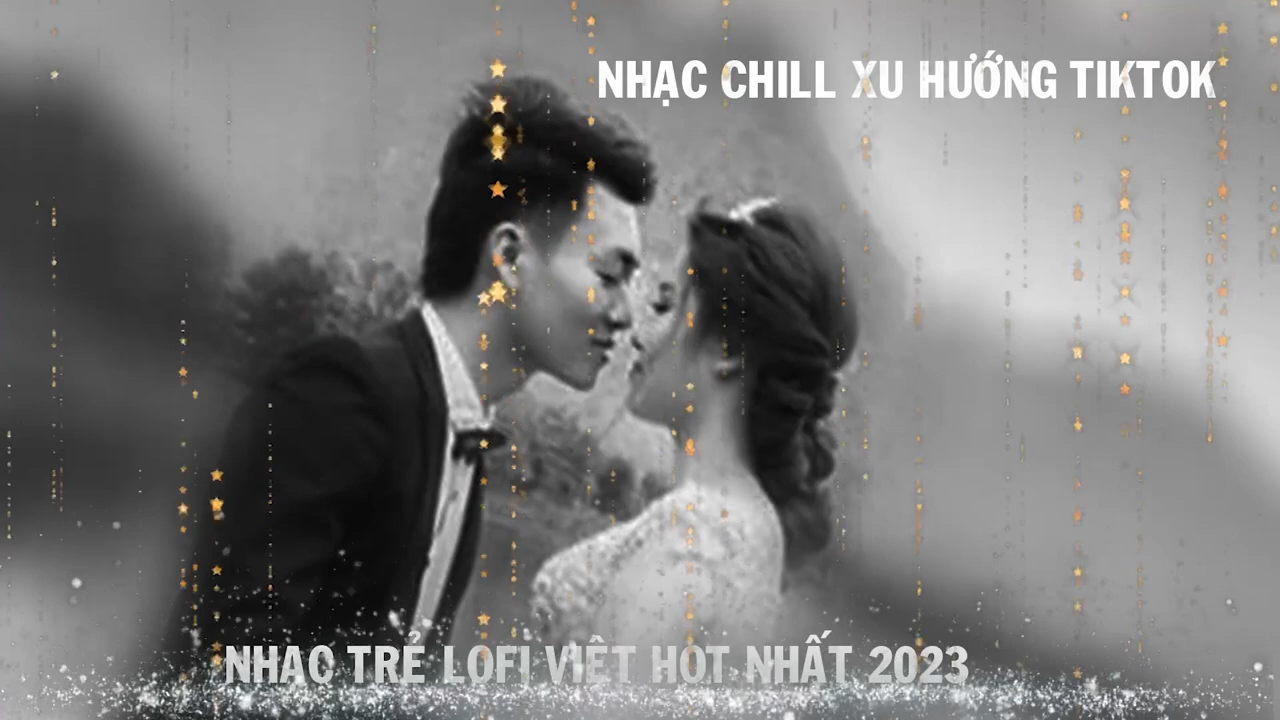 NHẠC CHILL XU HƯỚNG TIKTOK
NHẠC TRẺ LOFI VIỆT HOT NHẤT 2023